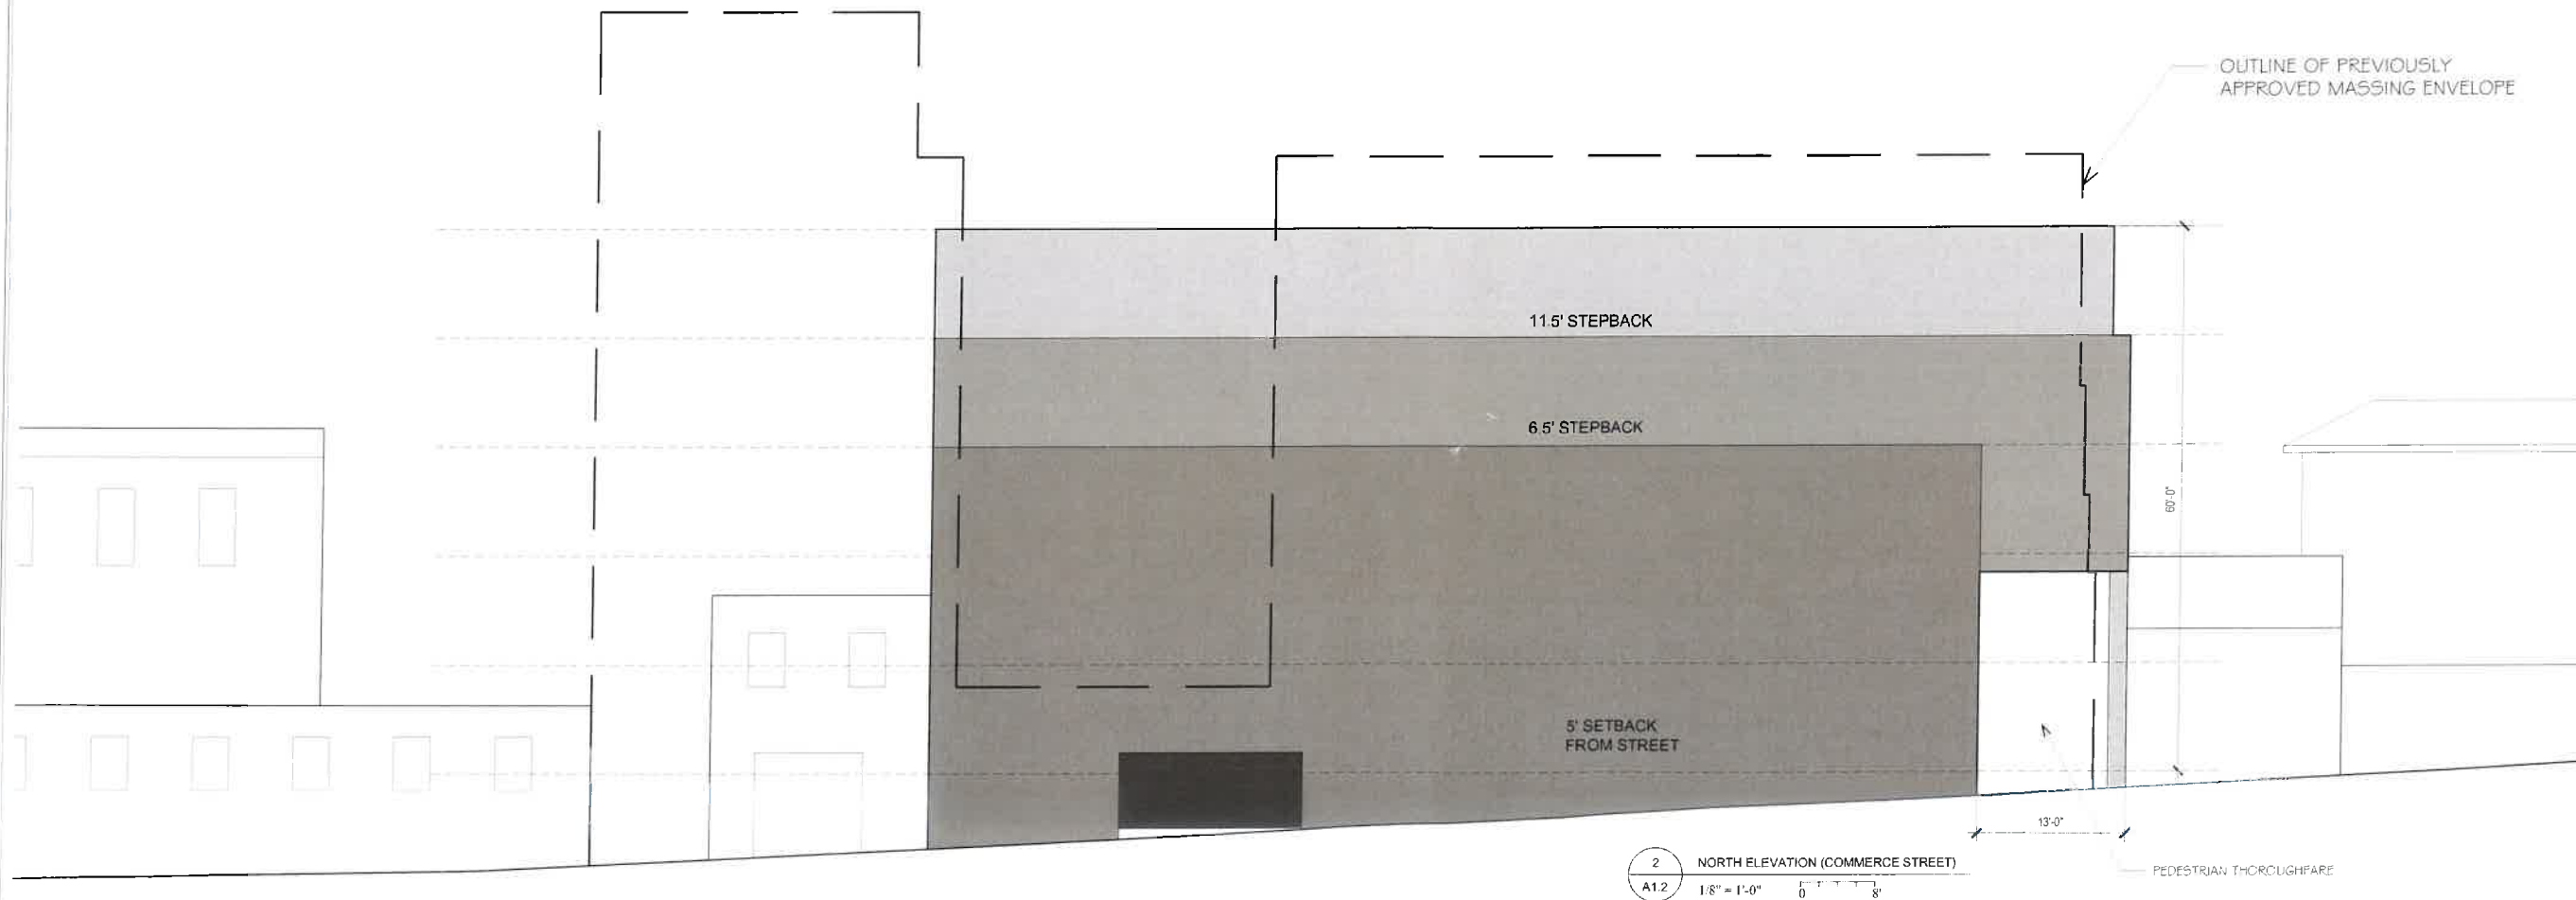 OUTLINE OF PREVIOUSLY
APPROVED MASSING ENVELOPE
11.5' STEPBACK
6.5' STEPBACK
60'-0"
5' SETBACK
FROM STREET
13'-0"
2
NORTH ELEVATION (COMMERCE STREET)
A1.2
1/8" = 1'-0"
0 8'
PEDESTRIAN THOROUGHFARE